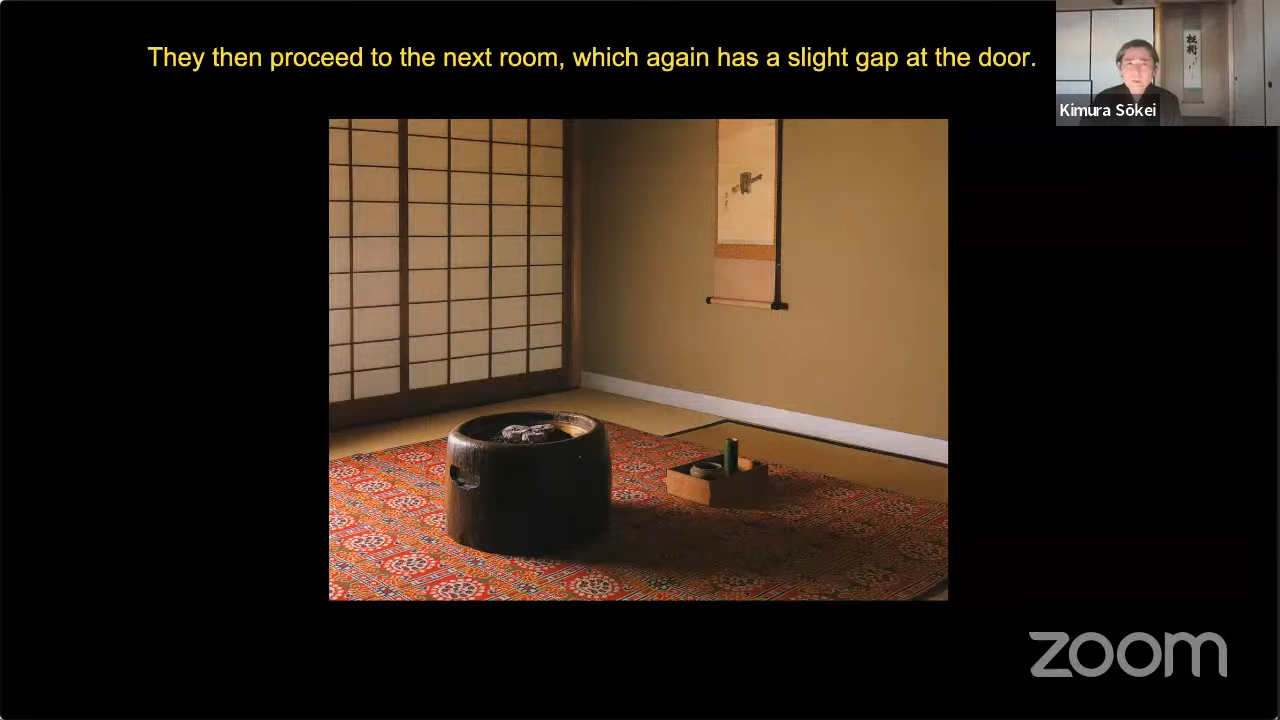 They then proceed to the next room, which again has a slight gap at the door.
Kimura Sōkei
zoom